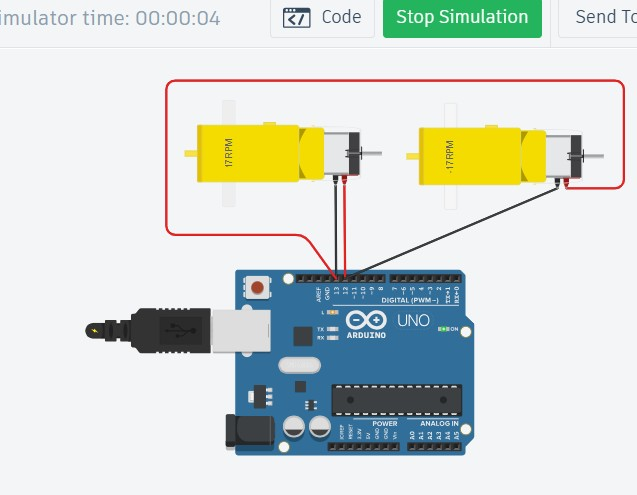 imulator time: 00:00:04
Code
Stop Simulation
Send To
17RPM
-17RPM
AREF
GND
13
12
~11
~10
~9
8
7
~6
~5
4
~3
2
TX→1
RX←0
DIGITAL (PWM~)
L
TX
RX
ARDUINO
UNO
ON
IOREF
RESET
3.3V
5V
GND
GND
Vin
POWER
ANALOG IN
A0
A1
A2
A3
A4
A5